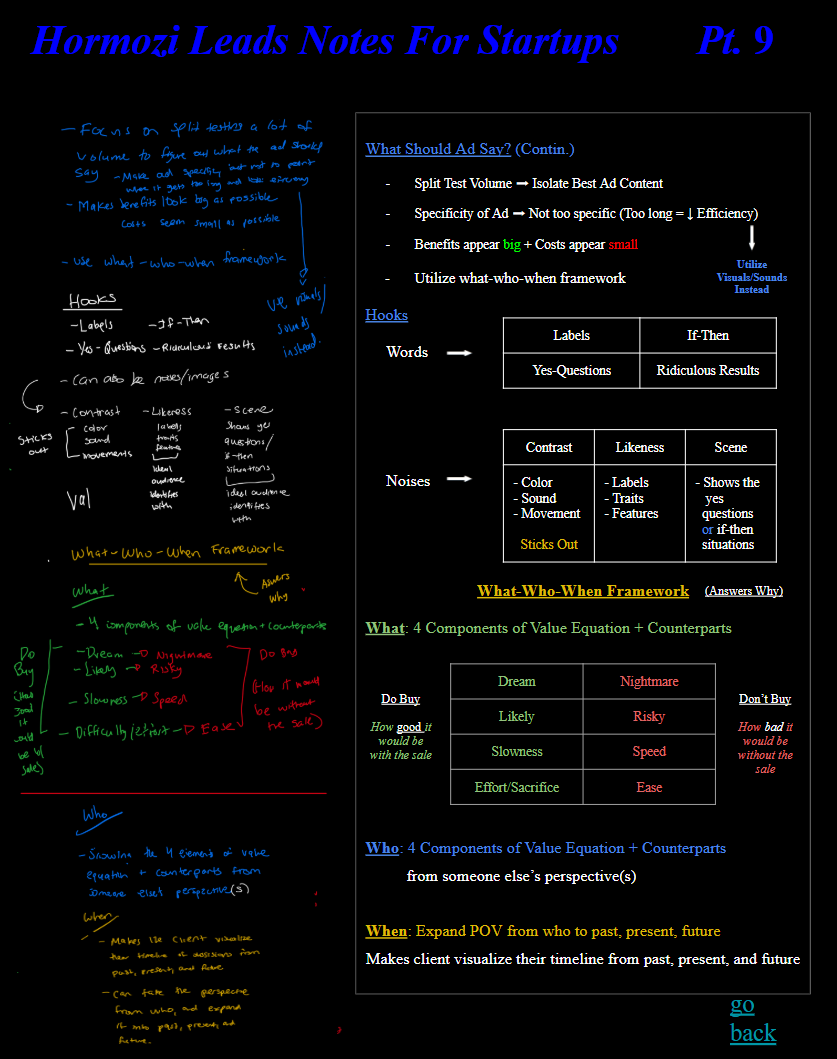 Hormozi Leads Notes For Startups Pt. 9
- Focus on split testing a lot of
volume to figure out what the ad should
say - Make ad specific, but not to point
where it gets too long and less efficiency
- Makes benefits look big as possible
costs seem small as possible
- Use what-who-when framework
visuals/
sounds
instead.
Hooks
- Labels - If-Then
- Yes-Questions - Ridiculous results
- Can also be noises/images
- Contrast - Likeness - Scene
Sticks out
color
sound
movements
labels
traits
feature
ideal
audience
identifies
with
shows yes
questions/
if-then
situations
ideal audience
identifies
with
Val
What-Who-When Framework
Answers
why
What
- 4 components of value equation + counterparts
Do
Buy
- Dream → Nightmare
- Likely → Risky
- Slowness → Speed
- Difficulty/Effort → Ease
good
it
would
be w/
sale)
(How it would
be without
the sale)
Who
- Showing the 4 elements of value
equation + counterparts from
someone else's perspective(s)
When
- Makes the client visualize
their timeline of decisions from
past, present, and future
- Can take the perspective
from who, and expand
it into past, present, and
future.
What Should Ad Say? (Contin.)
- Split Test Volume → Isolate Best Ad Content
- Specificity of Ad → Not too specific (Too long = ↓ Efficiency)
- Benefits appear big + Costs appear small
- Utilize what-who-when framework
Utilize
Visuals/Sounds
Instead
Hooks
Words →
Labels If-Then
Yes-Questions Ridiculous Results
Noises →
Contrast Likeness Scene
- Color
- Sound
- Movement
Sticks Out
- Labels
- Traits
- Features
- Shows the
yes
questions
or if-then
situations
What-Who-When Framework (Answers Why)
What: 4 Components of Value Equation + Counterparts
Do Buy
How good it
would be
with the sale
Dream Nightmare
Likely Risky
Slowness Speed
Effort/Sacrifice Ease
Don't Buy
How bad it
would be
without the
sale
Who: 4 Components of Value Equation + Counterparts
from someone else's perspective(s)
When: Expand POV from who to past, present, future
Makes client visualize their timeline from past, present, and future
go
back